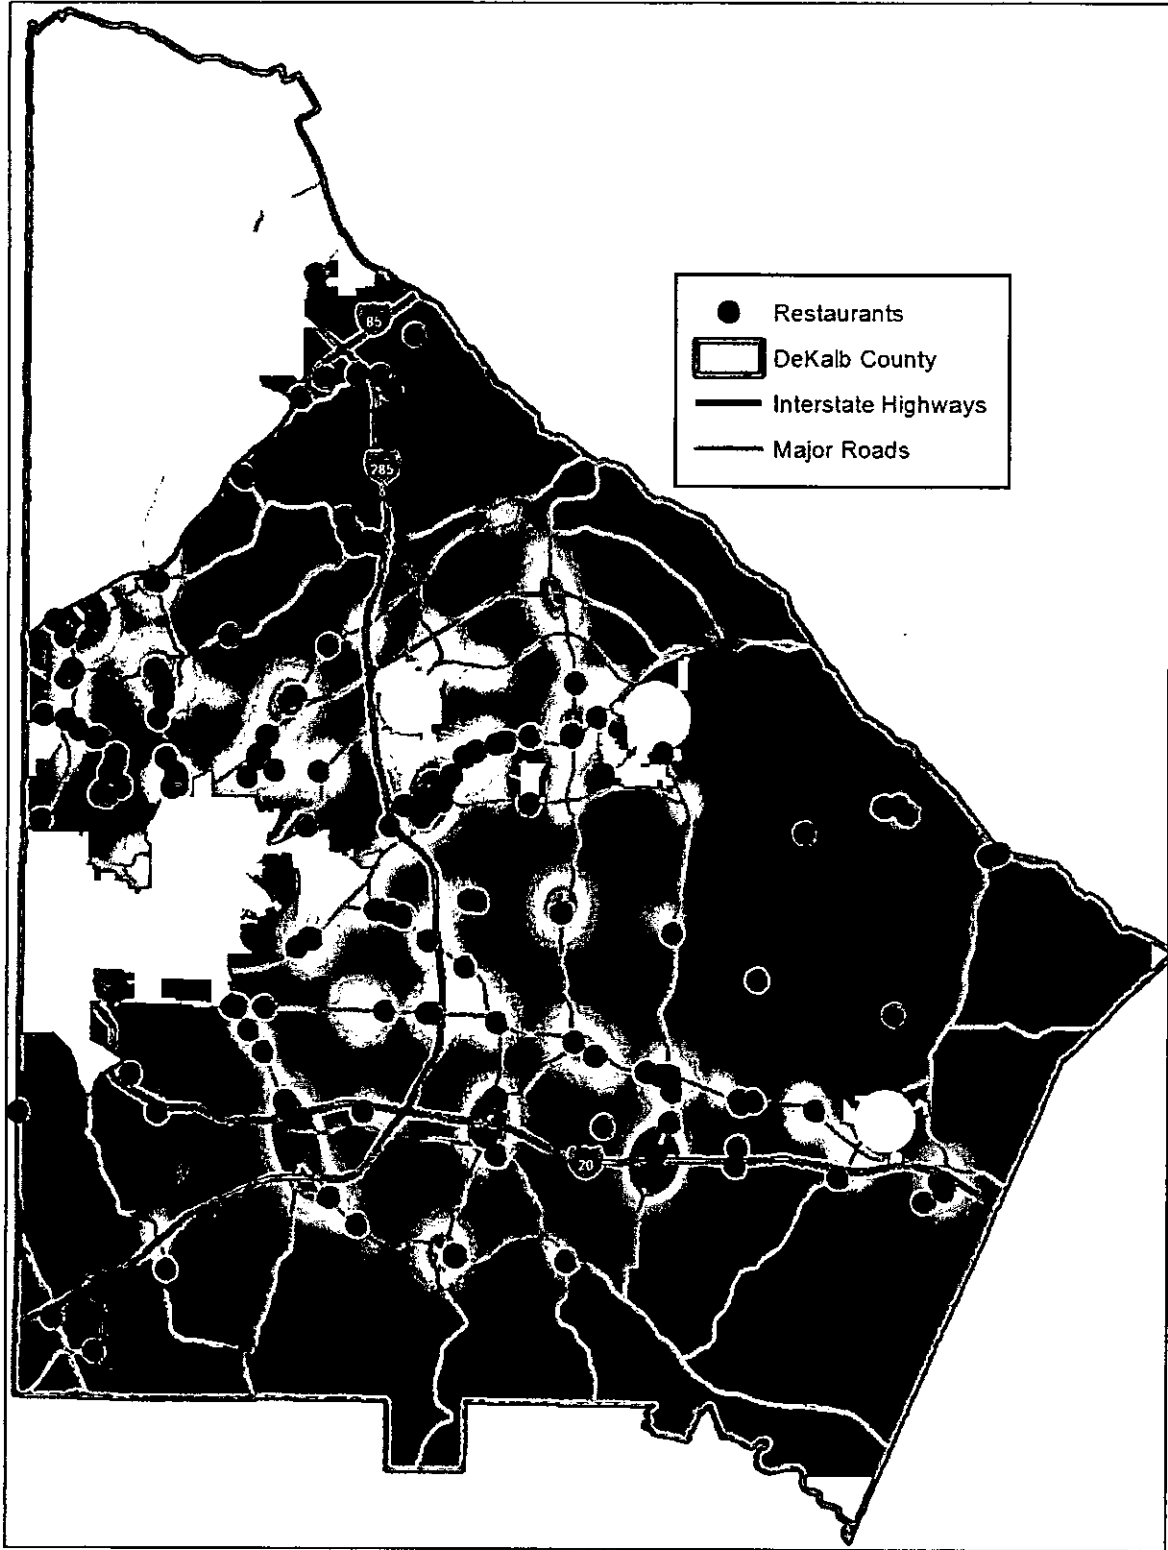 85
Restaurants
DeKalb County
Interstate Highways
Major Roads
285
20